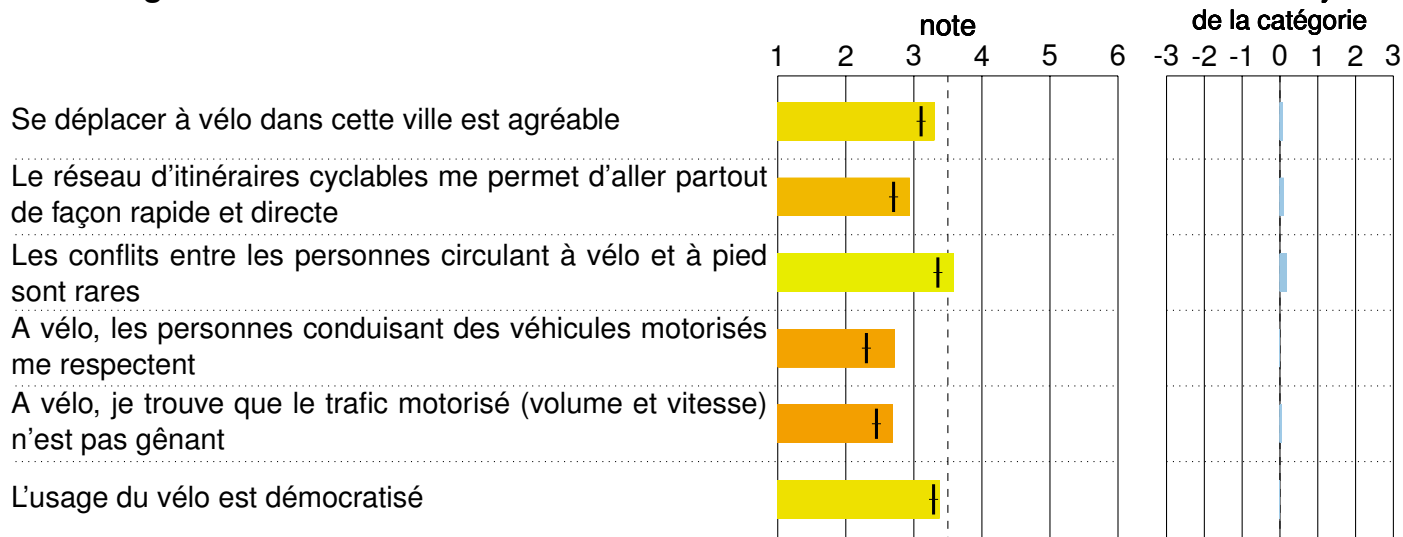 note
de la catégorie
1 2 3 4 5 6
-3 -2 -1 0 1 2 3
Se déplacer à vélo dans cette ville est agréable
Le réseau d'itinéraires cyclables me permet d'aller partout
de façon rapide et directe
Les conflits entre les personnes circulant à vélo et à pied
sont rares
A vélo, les personnes conduisant des véhicules motorisés
me respectent
A vélo, je trouve que le trafic motorisé (volume et vitesse)
n'est pas gênant
L'usage du vélo est démocratisé